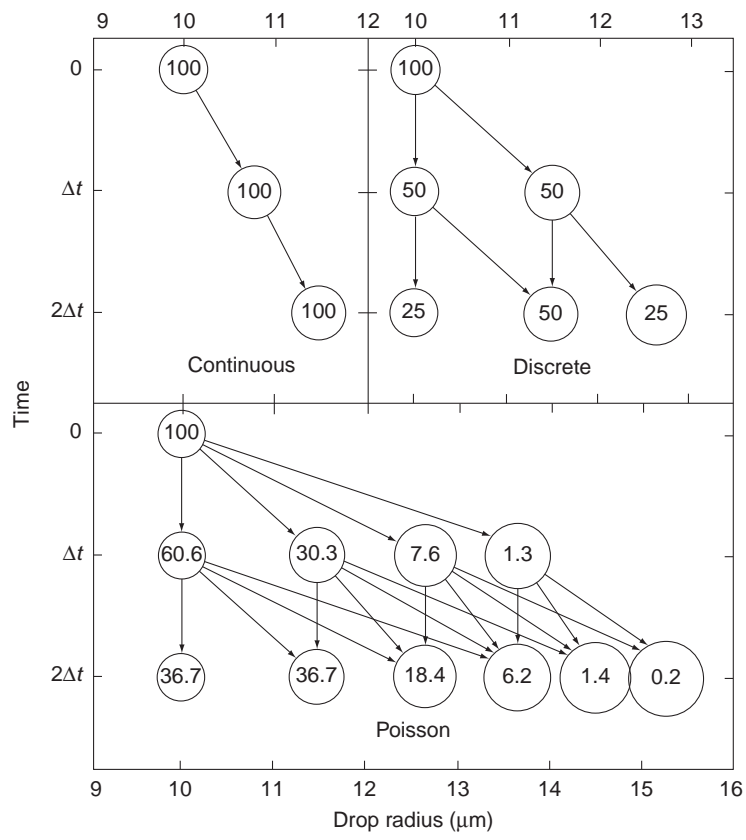 9 10 11 12 10 11 12 13
0 100 100
Δt 100 50 50
2Δt 100 25 50 25
Continuous Discrete
Time
0 100
Δt 60.6 30.3 7.6 1.3
2Δt 36.7 36.7 18.4 6.2 1.4 0.2
Poisson
9 10 11 12 13 14 15 16
Drop radius (μm)